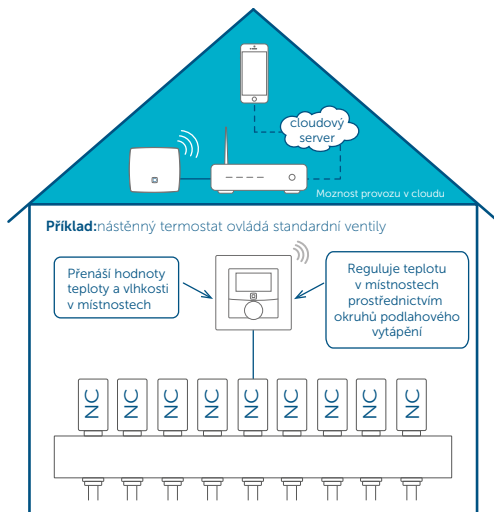 cloudový
server
Moznost provozu v cloudu
Příklad:nástěnný termostat ovládá standardní ventily
Přenáší hodnoty
teploty a vlhkosti
v místnostech
Reguluje teplotu
v místnostech
prostřednictvím
okruhů podlahového
vytápění
NC NC NC NC NC NC NC NC NC